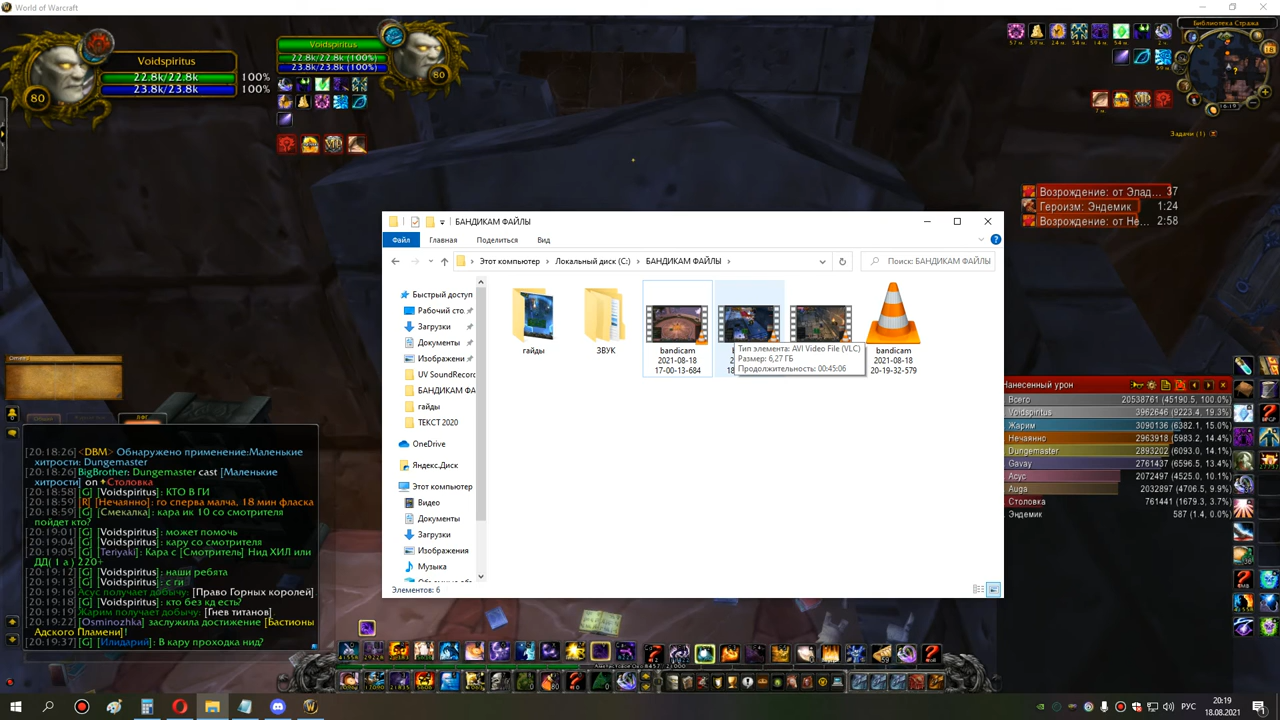 World of Warcraft
Voidspiritus
22.8k/22.8k 100%
23.8k/23.8k 100%
80
Voidspiritus
22.8k/22.8k (100%)
23.8k/23.8k (100%)
80
Библиотека Стража
16-19
Задачи (1)
Возрождение: от Элад... 37
Героизм: Эндемик 1:24
Возрождение: от Не... 2:58
БАНДИКАМ ФАЙЛЫ
Файл Главная Поделиться Вид
Этот компьютер Локальный диск (C:) БАНДИКАМ ФАЙЛЫ
Поиск: БАНДИКАМ ФАЙЛЫ
Быстрый доступ
Рабочий сто.
Загрузки
Документы
Изображени
UV SoundRecord
БАНДИКАМ ФА
гайды
ТЕКСТ 2020
OneDrive
Яндекс.Диск
Этот компьютер
Видео
Документы
Загрузки
Изображения
Музыка
гайды
ЗВУК
bandicam
2021-08-18
17-00-13-684
bandicam
2021-08-18
20-19-32-579
Тип элемента: AVI Video File (VLC)
Размер: 6,27 ГБ
Продолжительность: 00:45:06
Элементов: 6
Нанесенный урон
Всего 20538761 (45190.5, 100.0%)
Voidspiritus 3962646 (9223.4, 19.3%)
Жарим 3090136 (6382.1, 15.0%)
Нечаянно 2963918 (5983.2, 14.4%)
Dungemaster 2893202 (6093.0, 14.1%)
Gavay 2761437 (6596.5, 13.4%)
Асус 2072497 (4525.0, 10.1%)
Auga 2032897 (4706.5, 9.9%)
Столовка 761441 (1679.3, 3.7%)
Эндемик 587 (1.4, 0.0%)
[20:18:26] <DBM> Обнаружено применение:Маленькие
хитрости: Dungemaster
[20:18:26]BigBrother: Dungemaster cast [Маленькие
хитрости] on Столовка
[20:18:58][G] [Voidspiritus]: КТО В ГИ
[20:18:59]R| [Нечаянно]: го сперва малча, 18 мин фласка
[20:18:59][G] [Смекалка]: кара ик 10 со смотрителя
пойдет кто?
[20:19:01][G] [Voidspiritus]: может помочь
[20:19:04][G] [Voidspiritus]: кару со смотрителя
[20:19:05][G] [Teriyaki]: Кара с [Смотритель] Нид ХИЛ или
ДД( 1 а ) 220+
[20:19:12][G] [Voidspiritus]: наши ребята
[20:19:13][G] [Voidspiritus]: с ги
[20:19:16] Асус получает добычу: [Право Горных королей].
[20:19:18][G] [Voidspiritus]: кто без кд есть?
[20:19:19] Жарим получает добычу: [Гнев титанов].
[20:19:22][Osminozhka] заслужила достижение [Бастионы
Адского Пламени]!
[20:19:37][G] [Илидарий]: В кару проходка нид?
РУС
20:19
18.08.2021